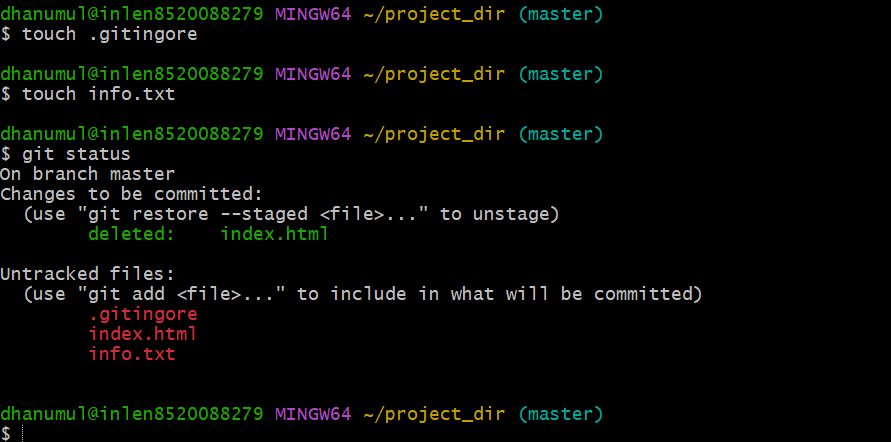 dhanumul@inlen8520088279 MINGW64 ~/project_dir (master)
$ touch .gitingore
dhanumul@inlen8520088279 MINGW64 ~/project_dir (master)
$ touch info.txt
dhanumul@inlen8520088279 MINGW64 ~/project_dir (master)
$ git status
On branch master
Changes to be committed:
  (use "git restore --staged <file>..." to unstage)
        deleted:    index.html
Untracked files:
  (use "git add <file>..." to include in what will be committed)
        .gitingore
        index.html
        info.txt
dhanumul@inlen8520088279 MINGW64 ~/project_dir (master)
$